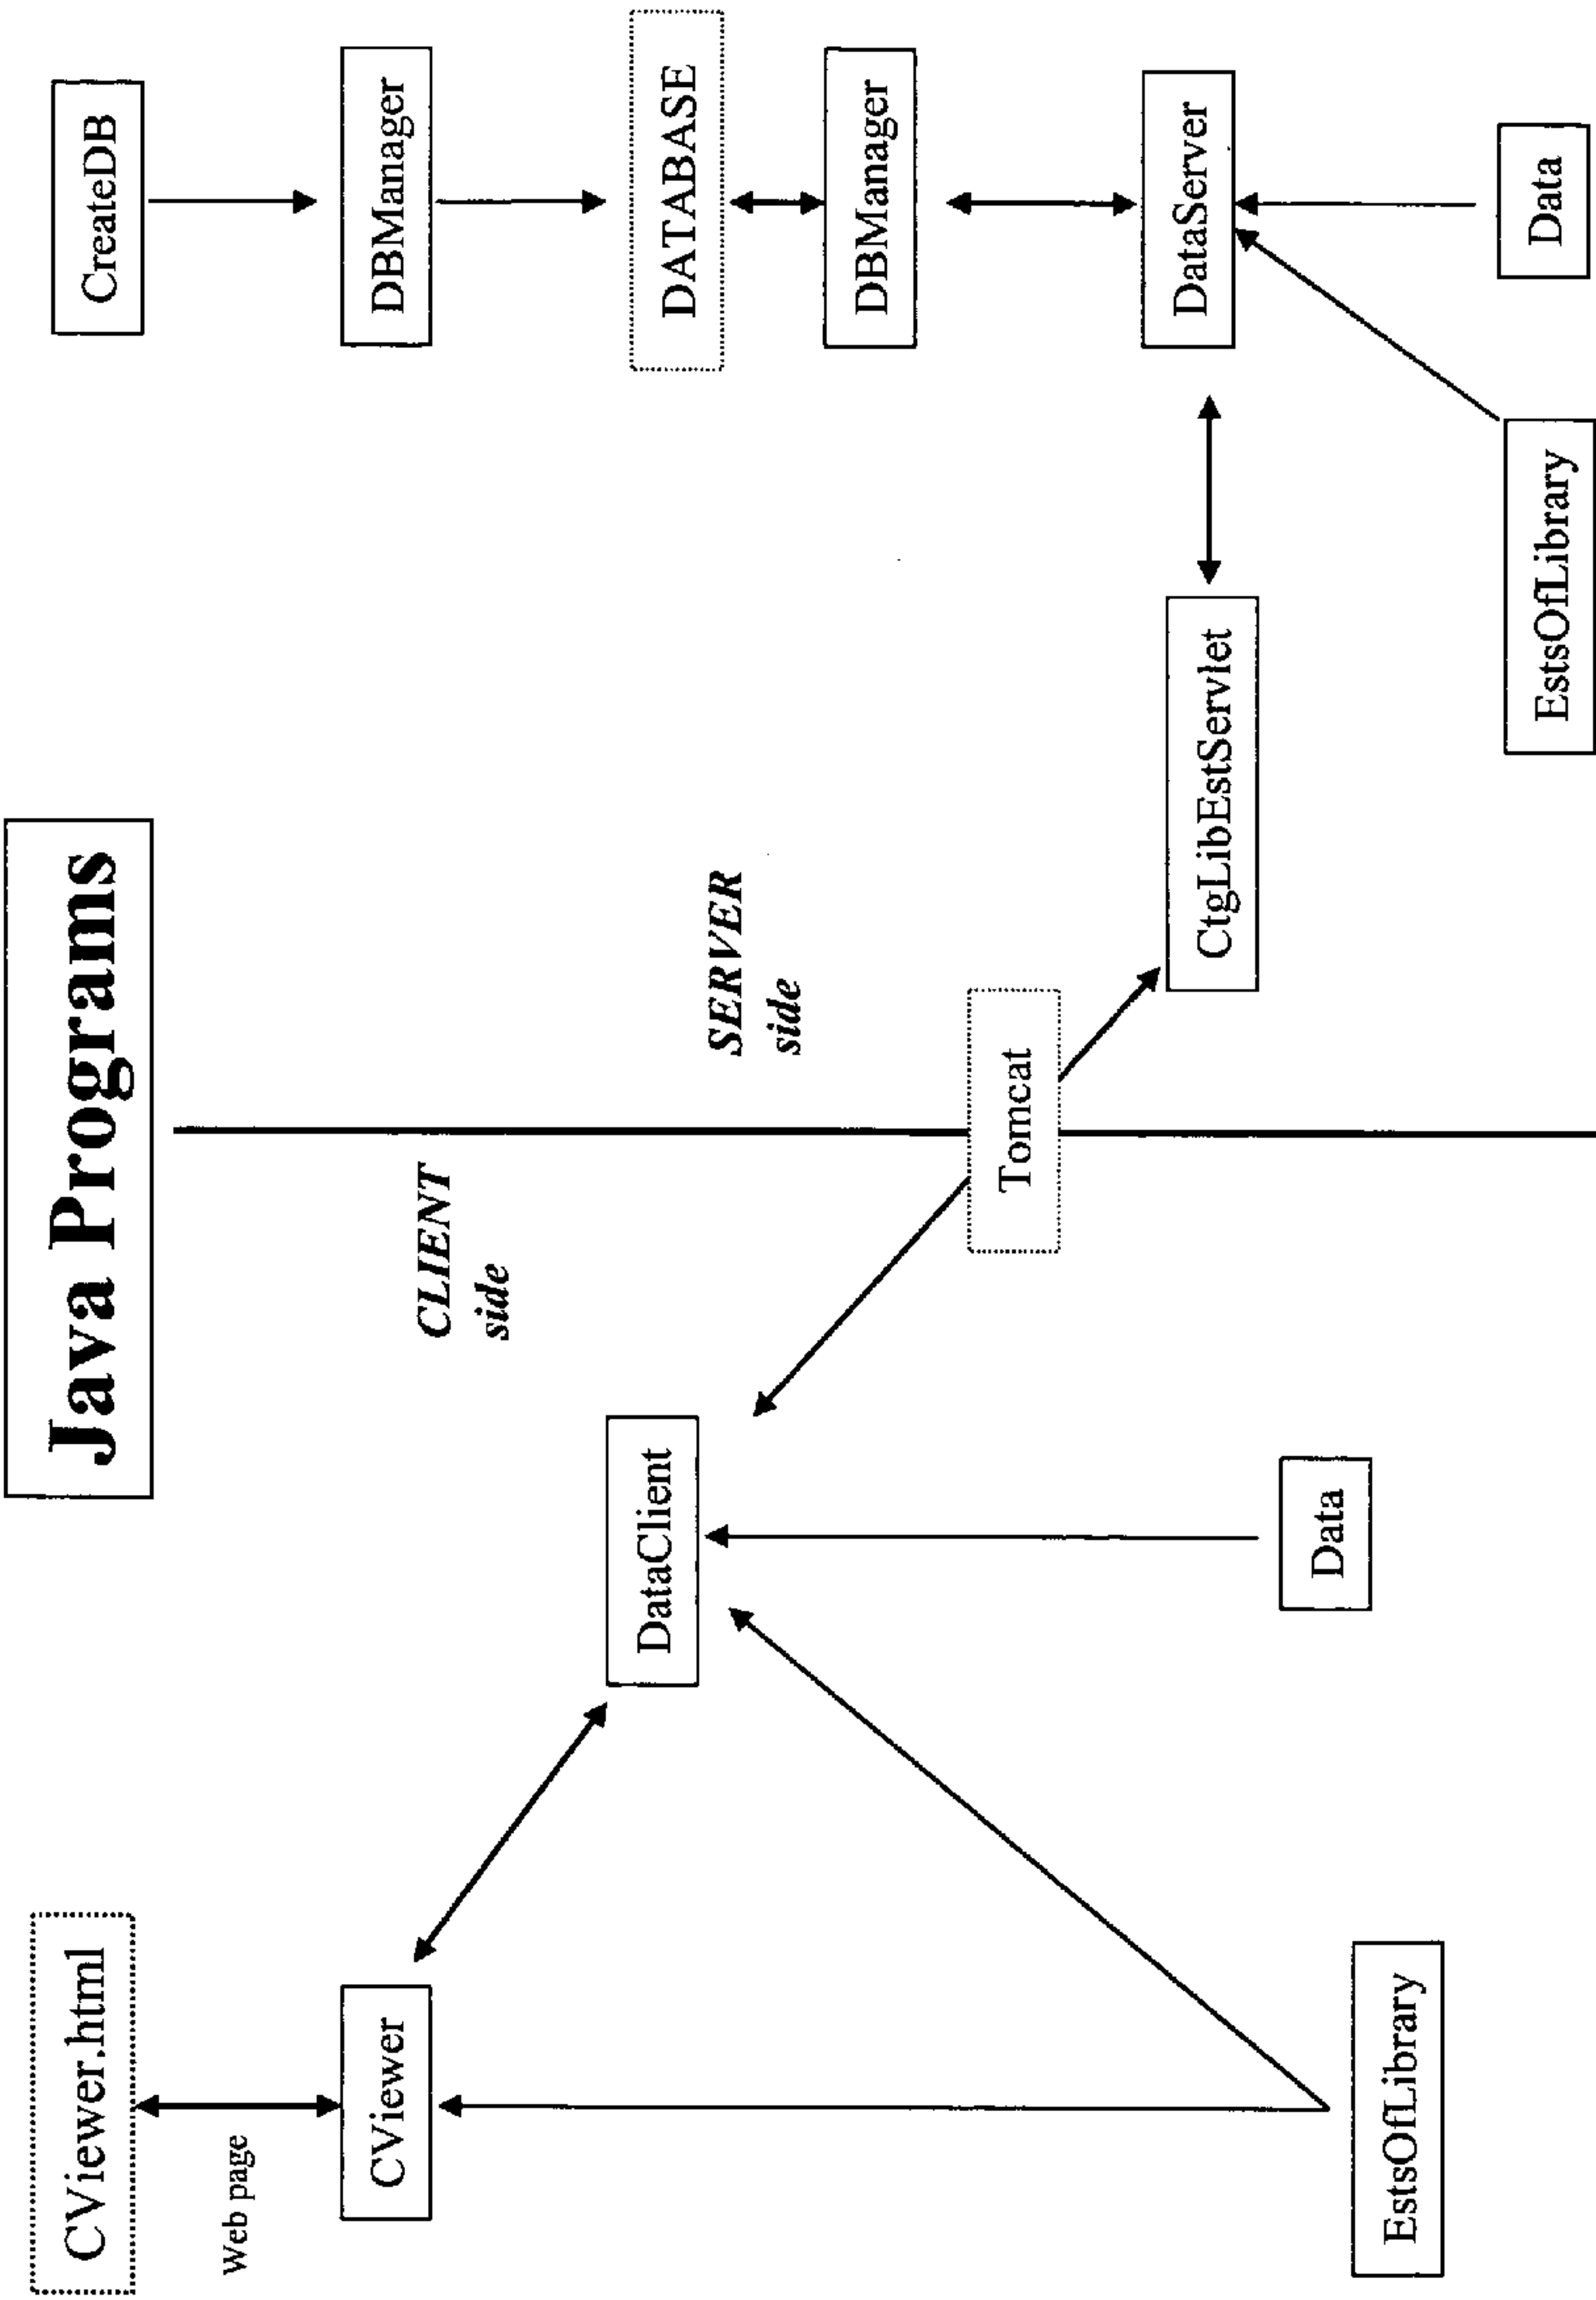 Java Programs
CViewer.html
Web page
CViewer
CLIENT
side
DataClient
EstsOfLibrary
Data
Tomcat
SERVER
side
CreateDB
DBManager
DATABASE
DBManager
DataServer
CtgLibEstServlet
EstsOfLibrary
Data